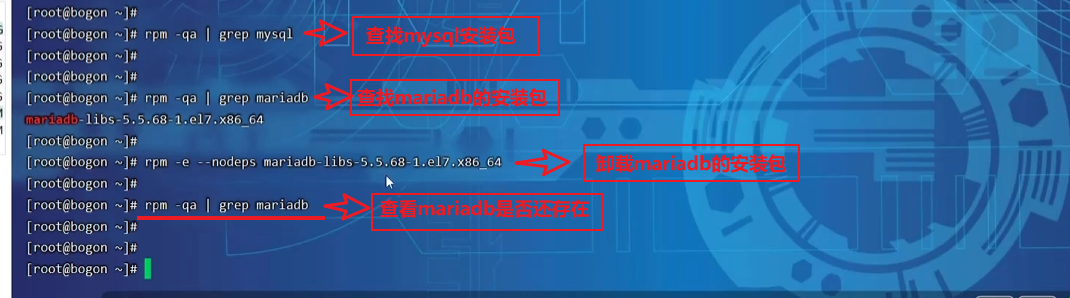 [root@bogon ~]#
[root@bogon ~]# rpm -qa | grep mysql 查找mysql安装包
[root@bogon ~]#
[root@bogon ~]#
[root@bogon ~]# rpm -qa | grep mariadb 查找mariadb的安装包
mariadb-libs-5.5.68-1.el7.x86_64
[root@bogon ~]#
[root@bogon ~]# rpm -e --nodeps mariadb-libs-5.5.68-1.el7.x86_64 卸载mariadb的安装包
[root@bogon ~]#
[root@bogon ~]# rpm -qa | grep mariadb 查看mariadb是否还存在
[root@bogon ~]#
[root@bogon ~]#
[root@bogon ~]#